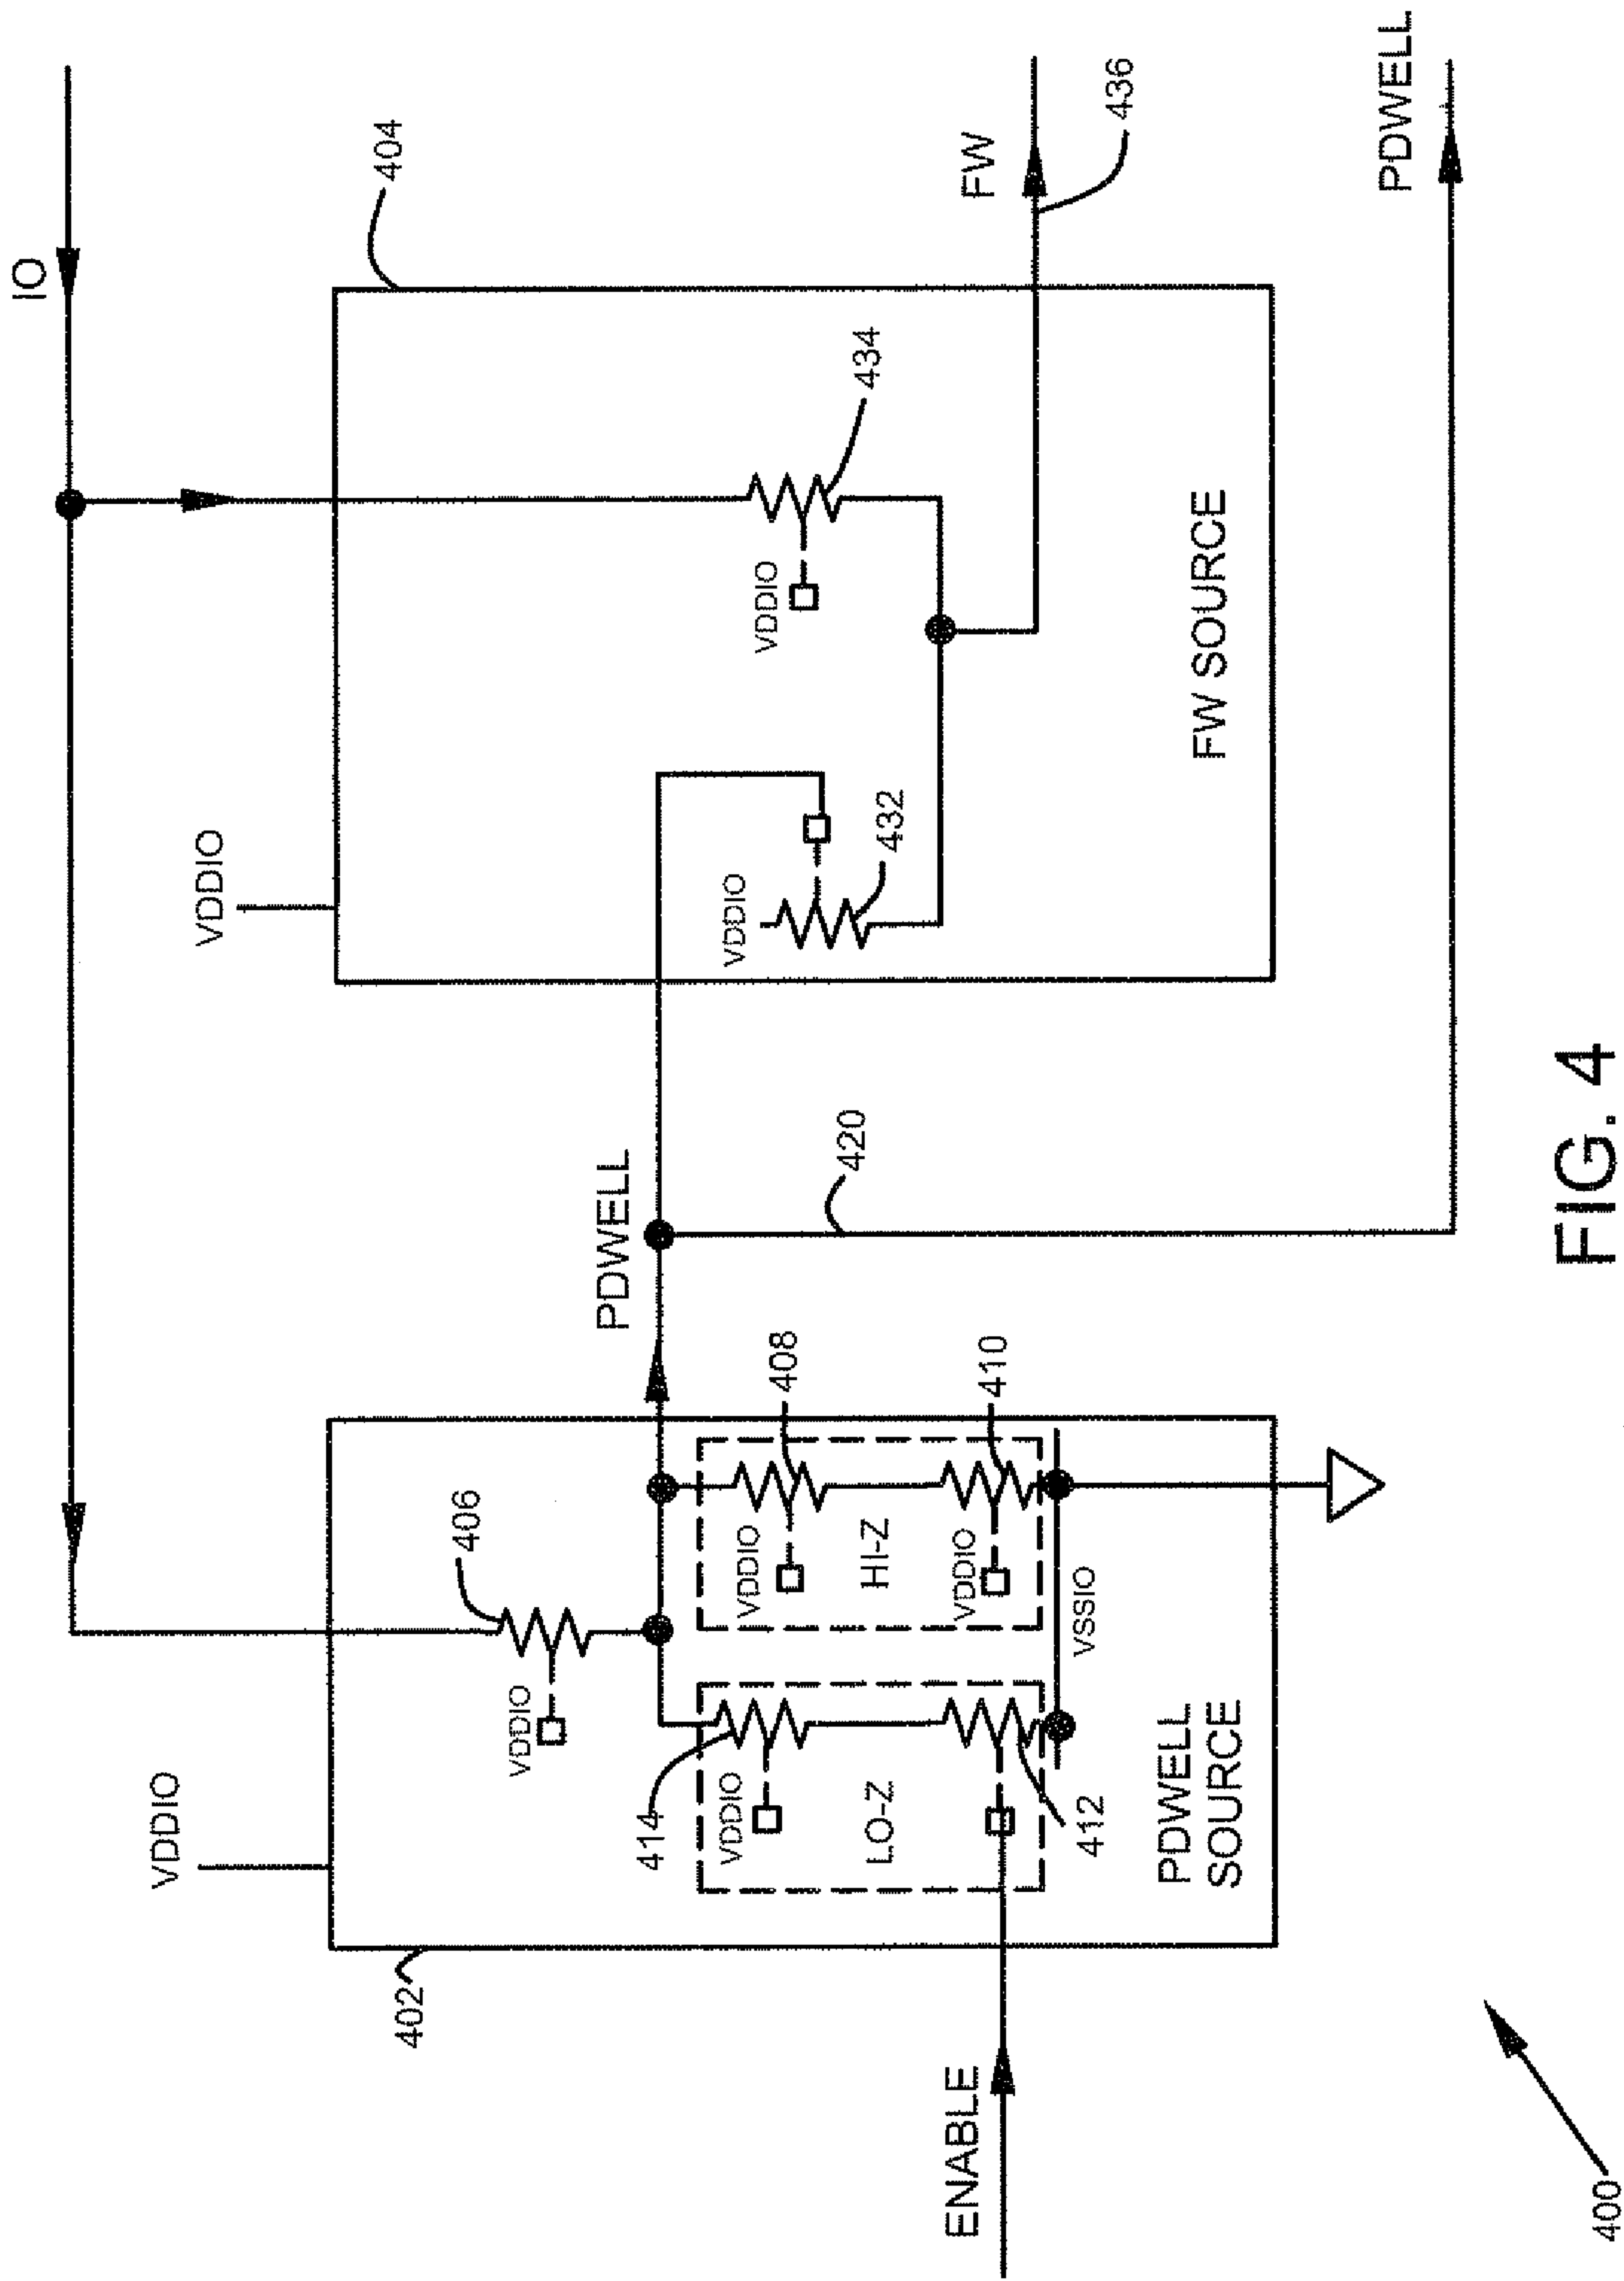 IO
VDDIO
VDDIO
404
402
406
VDDIO
PDWELL
VDDIO
432
VDDIO
434
FW
436
414
VDDIO
LO-Z
412
VDDIO
408
HI-Z
VDDIO
410
VSSIO
420
ENABLE
PDWELL
SOURCE
FW SOURCE
PDWELL
400
FIG. 4